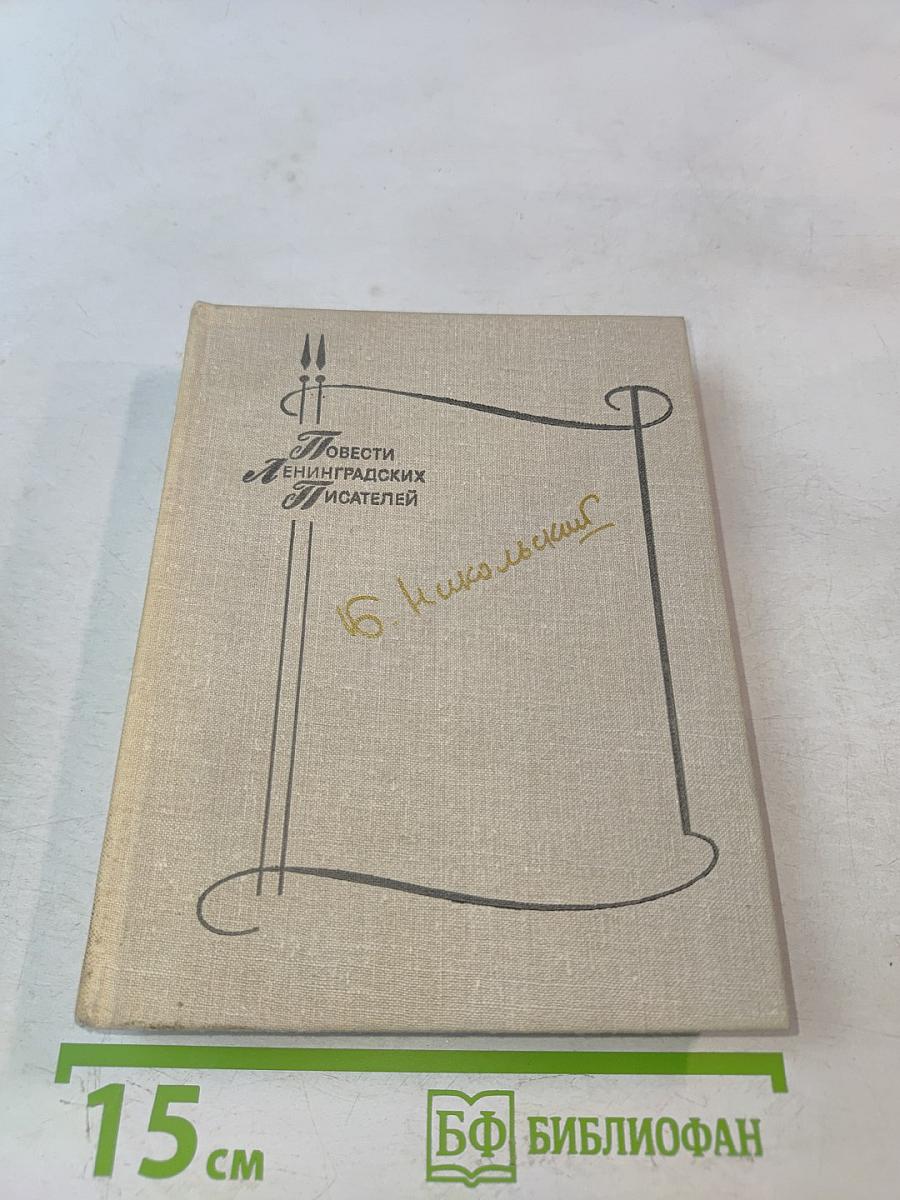 Повести
Ленинградских
Писателей
Б. Никольский
15 см
БФ БИБЛИОФАН